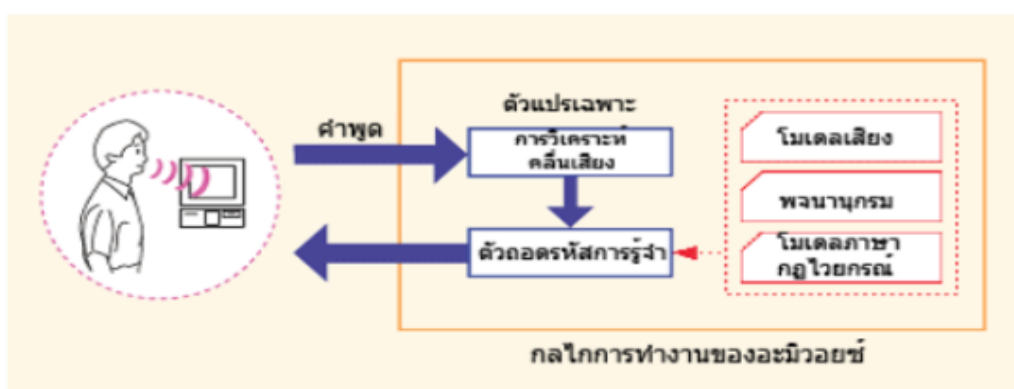 คำพูด
ตัวแปรเฉพาะ
การวิเคราะห์
คลื่นเสียง
ตัวถอดรหัสการรู้จำ
โมเดลเสียง
พจนานุกรม
โมเดลภาษา
กฏไวยกรณ์
กลไกการทำงานของอะมิวอยซ์